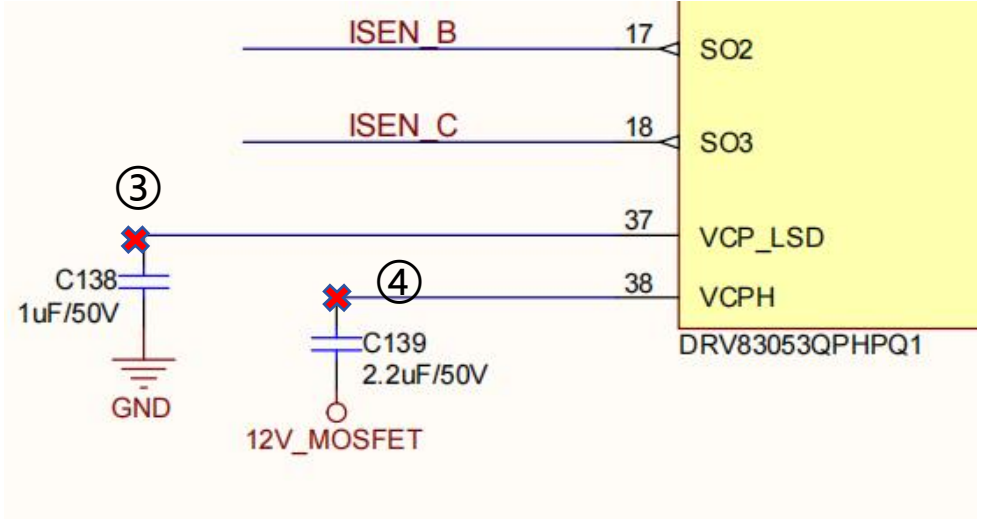 ISEN_B
17
SO2
ISEN_C
18
SO3
③
37
VCP_LSD
④
38
VCPH
C138
1uF/50V
C139
2.2uF/50V
DRV83053QPHPQ1
GND
12V_MOSFET